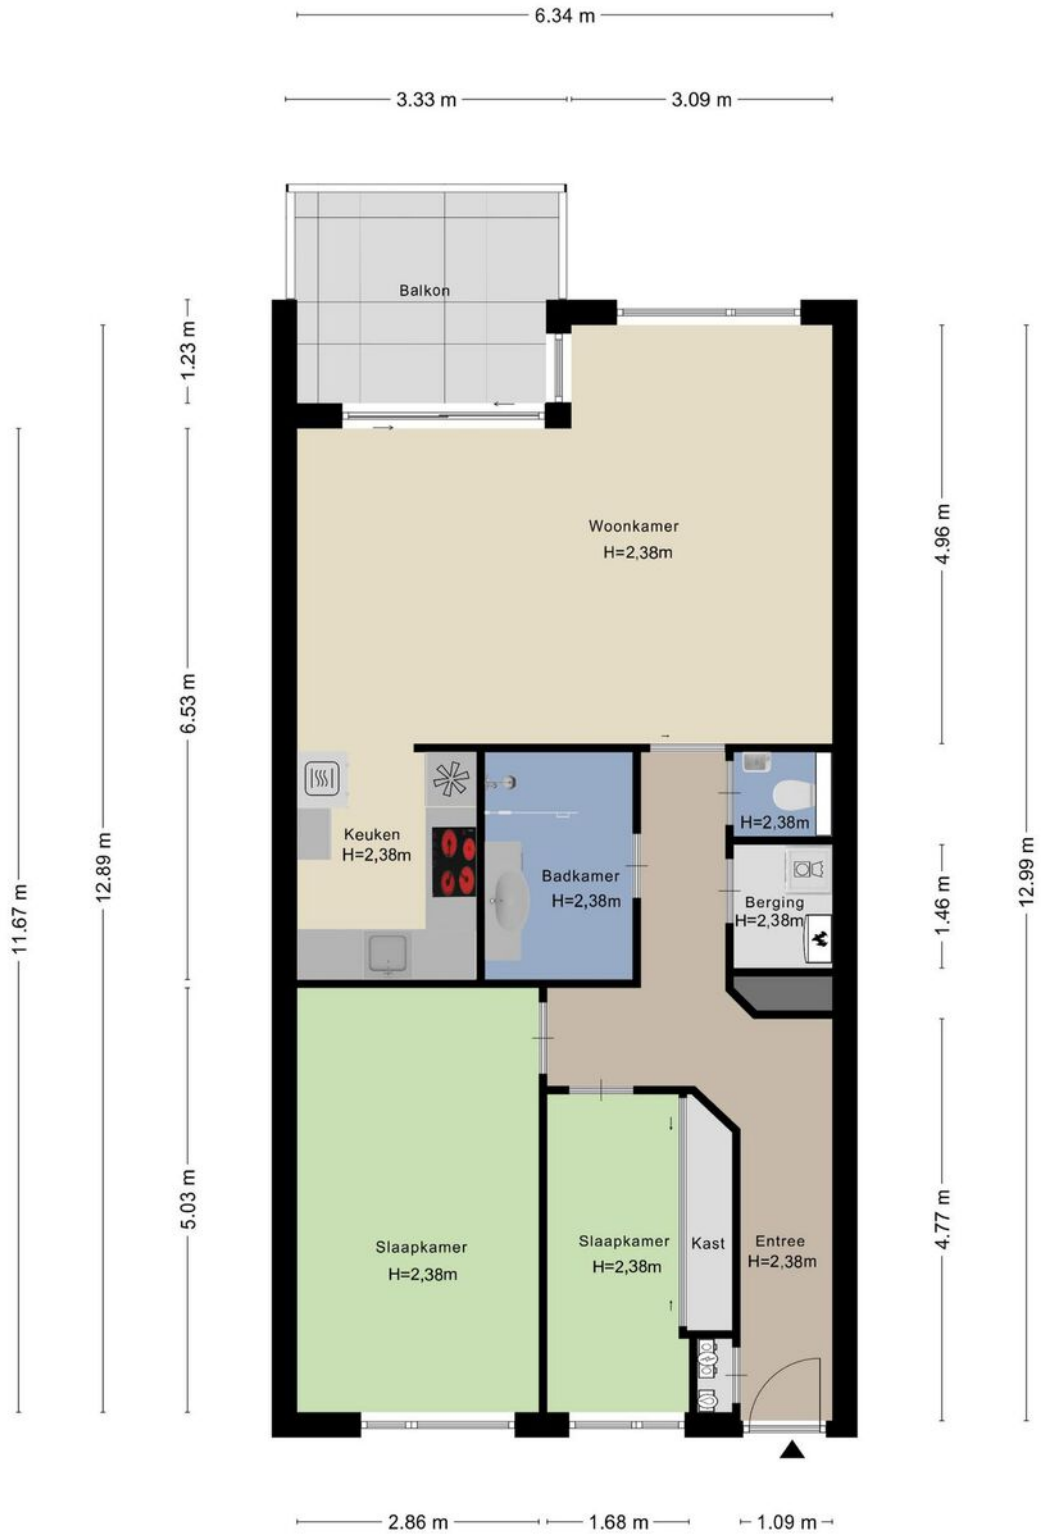 6.34 m
3.33 m
3.09 m
Balkon
1.23 m
Woonkamer
H=2,38m
4.96 m
6.53 m
Keuken
H=2,38m
Badkamer
H=2,38m
H=2,38m
Berging
H=2,38m
1.46 m
11.67 m
12.89 m
12.99 m
Slaapkamer
H=2,38m
Slaapkamer
H=2,38m
Kast
Entree
H=2,38m
5.03 m
4.77 m
2.86 m
1.68 m
1.09 m